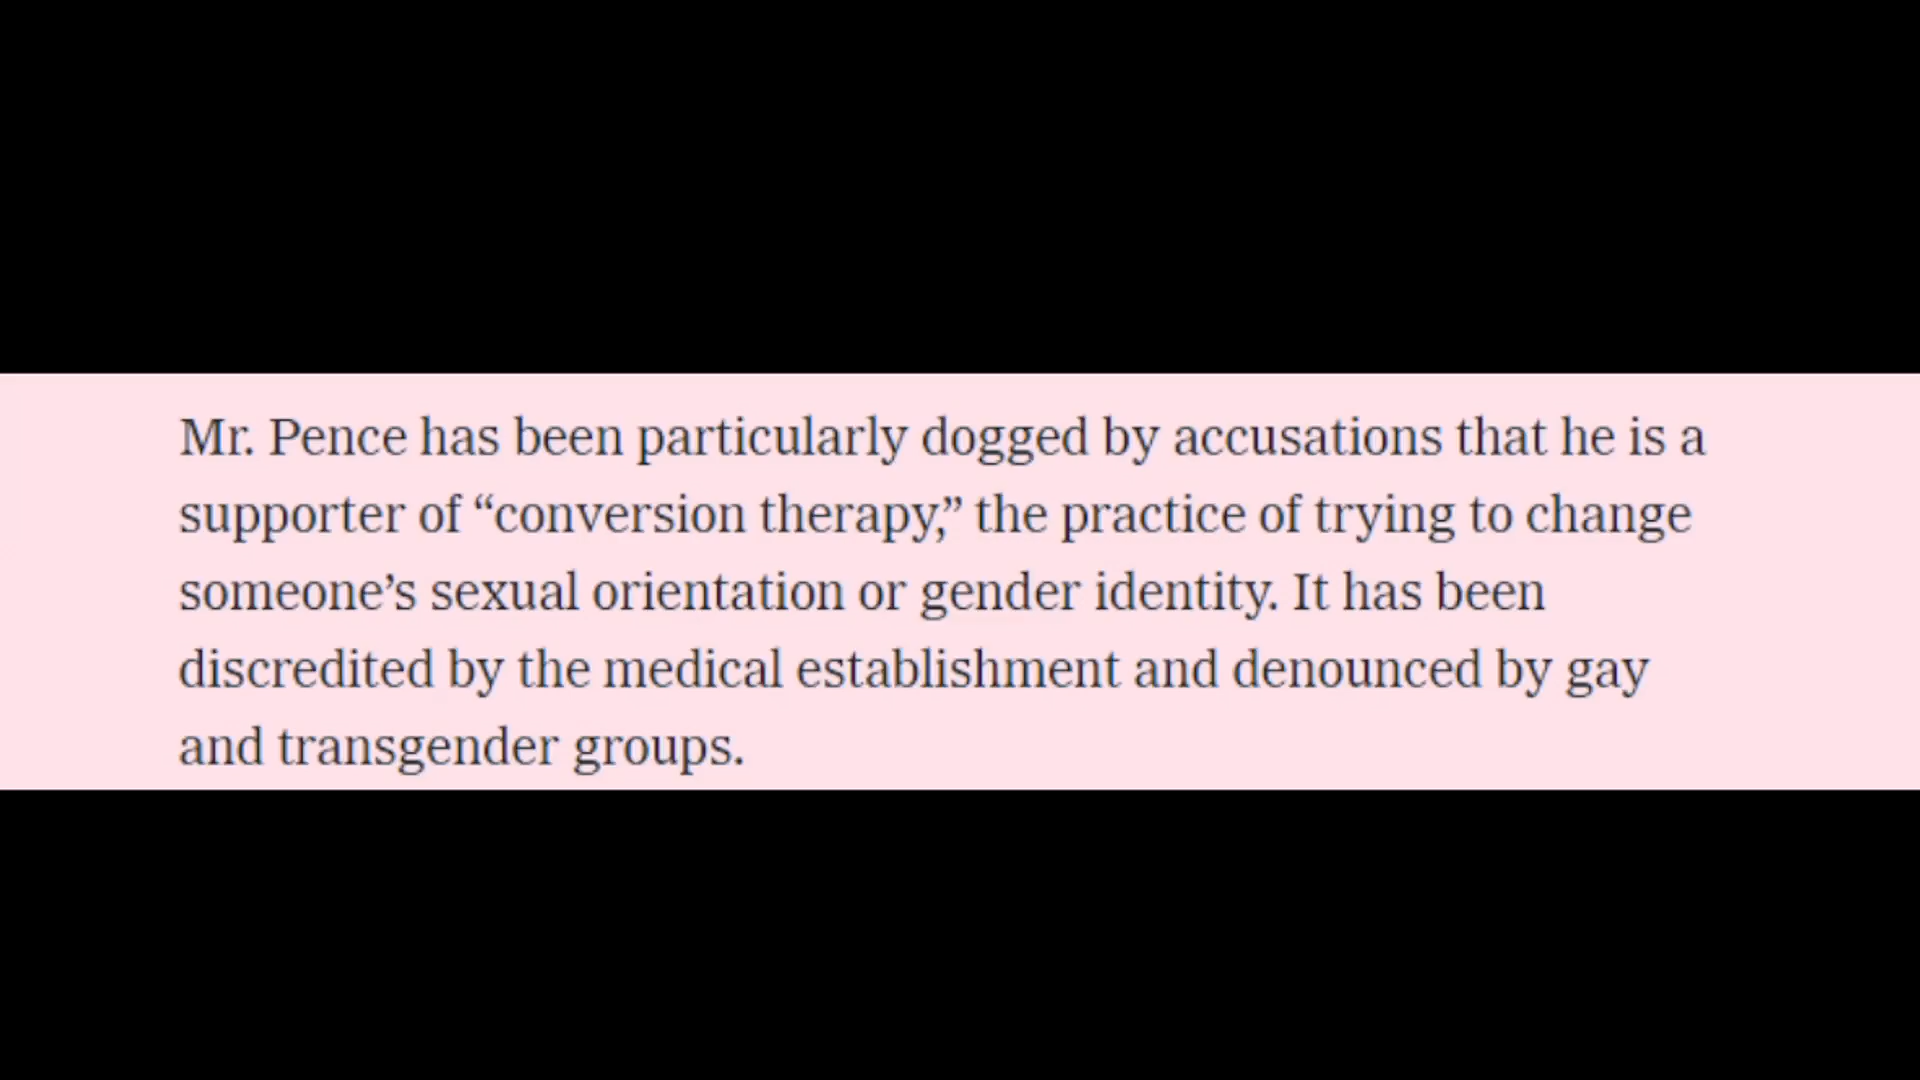 Mr. Pence has been particularly dogged by accusations that he is a
supporter of “conversion therapy,” the practice of trying to change
someone’s sexual orientation or gender identity. It has been
discredited by the medical establishment and denounced by gay
and transgender groups.